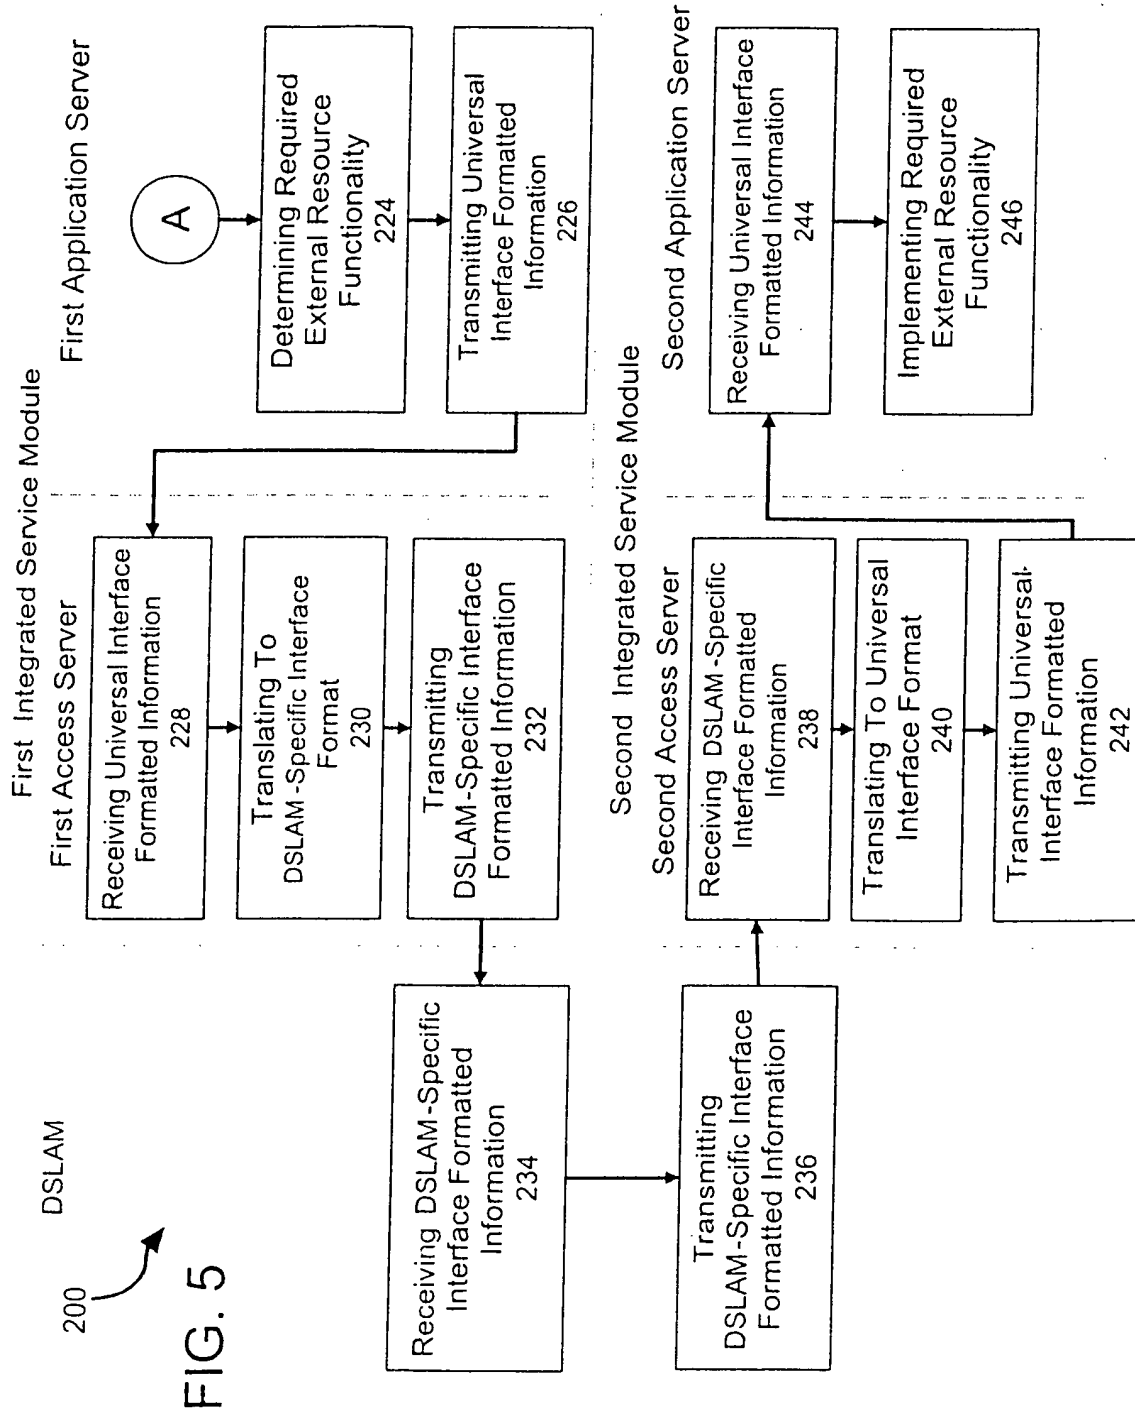 200
FIG. 5
DSLAM
First Integrated Service Module
First Access Server
First Application Server
A
Determining Required
External Resource
Functionality
224
Transmitting Universal
Interface Formatted
Information
226
Receiving Universal Interface
Formatted Information
228
Translating To
DSLAM-Specific Interface
Format
230
Transmitting
DSLAM-Specific Interface
Formatted Information
232
Receiving DSLAM-Specific
Interface Formatted
Information
234
Transmitting
DSLAM-Specific Interface
Formatted Information
236
Second Integrated Service Module
Second Access Server
Second Application Server
Receiving DSLAM-Specific
Interface Formatted
Information
238
Translating To Universal
Interface Format
240
Transmitting Universal-
Interface Formatted
Information
242
Receiving Universal Interface
Formatted Information
244
Implementing Required
External Resource
Functionality
246